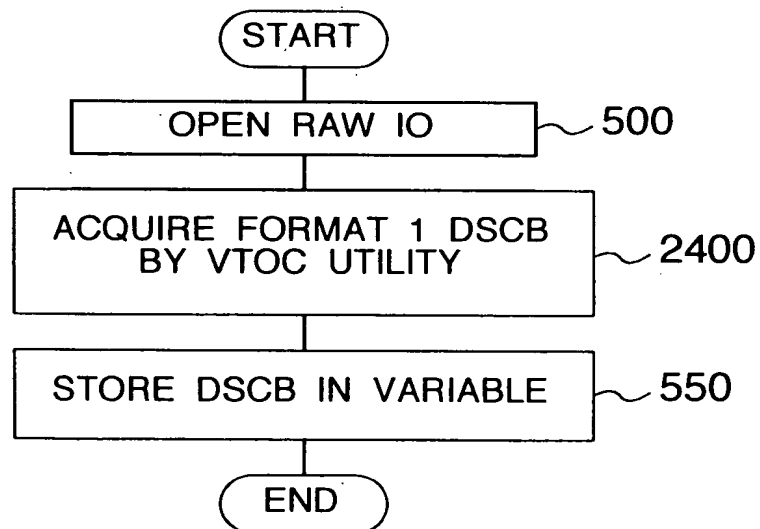 START
OPEN RAW IO
500
ACQUIRE FORMAT 1 DSCB
BY VTOC UTILITY
2400
STORE DSCB IN VARIABLE
550
END